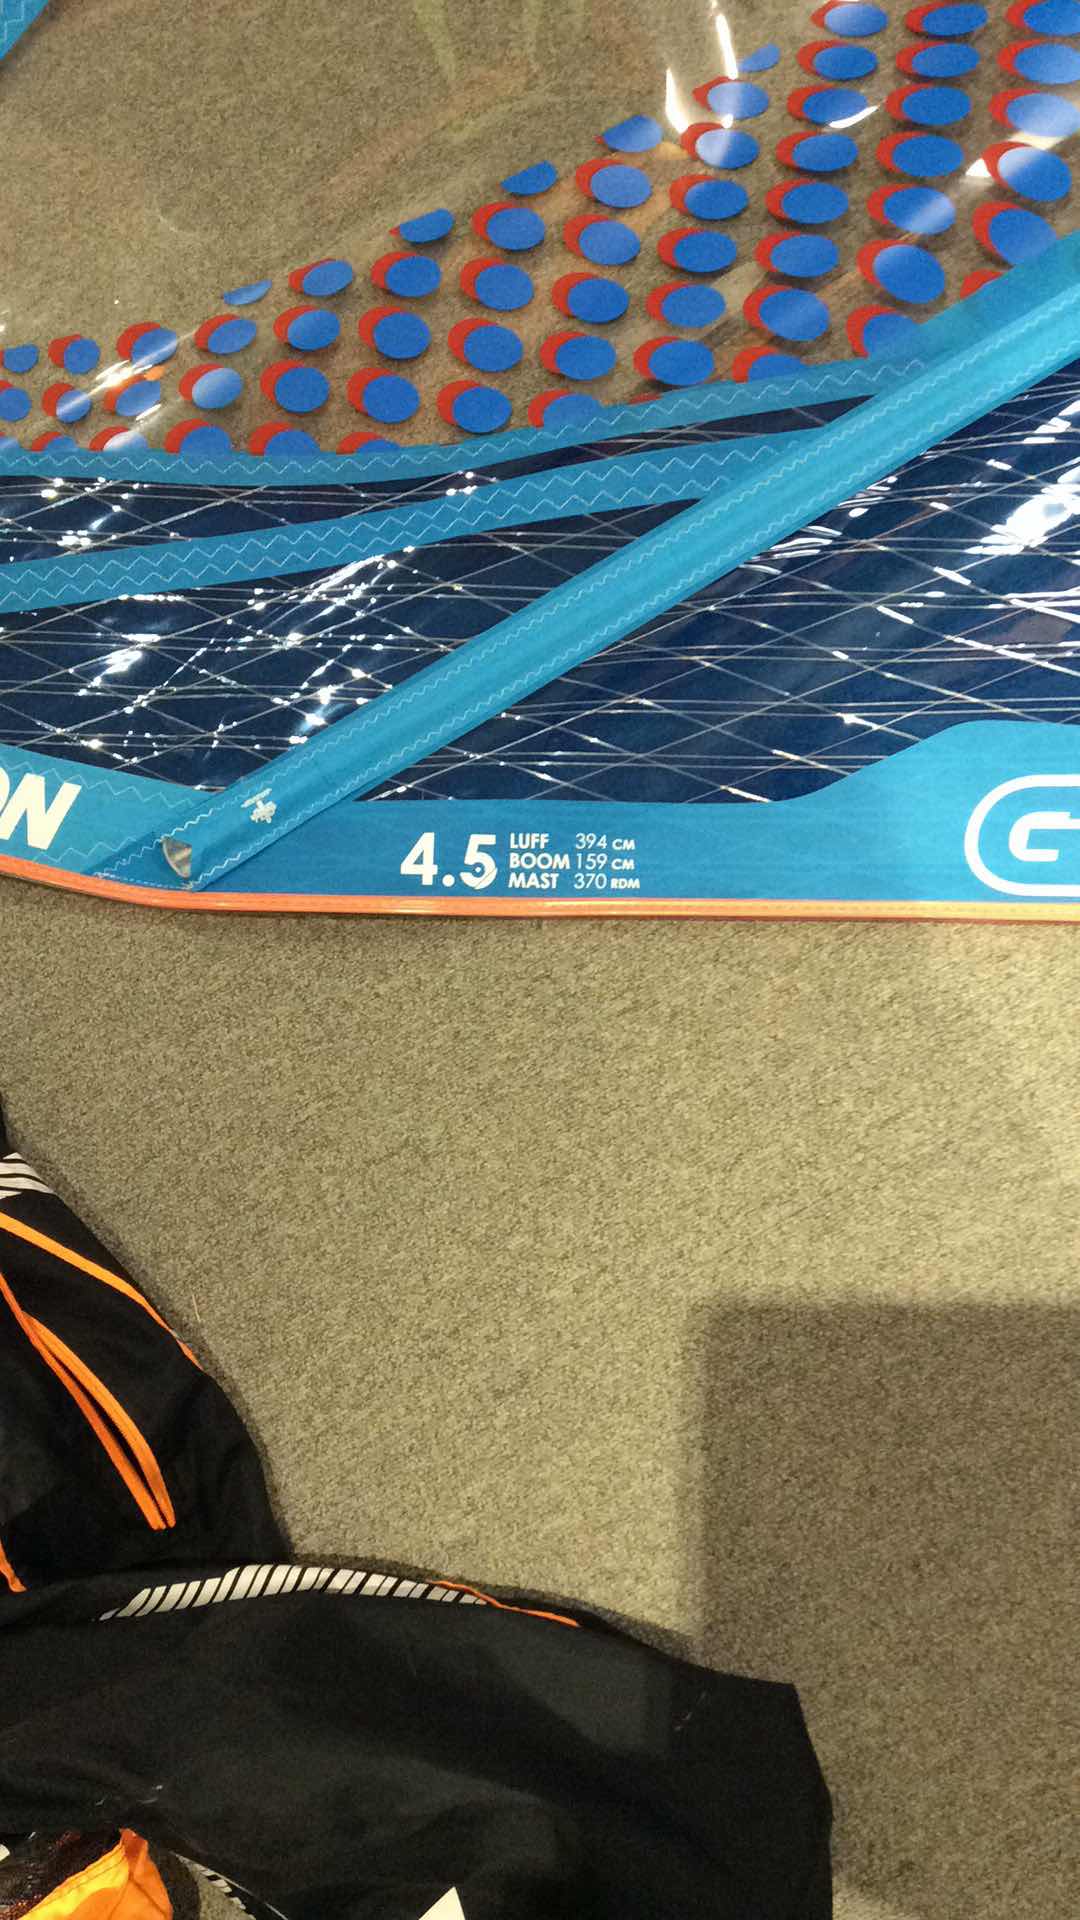 ON
4.5
LUFF 394 CM
BOOM 159 CM
MAST 370 RDM
G